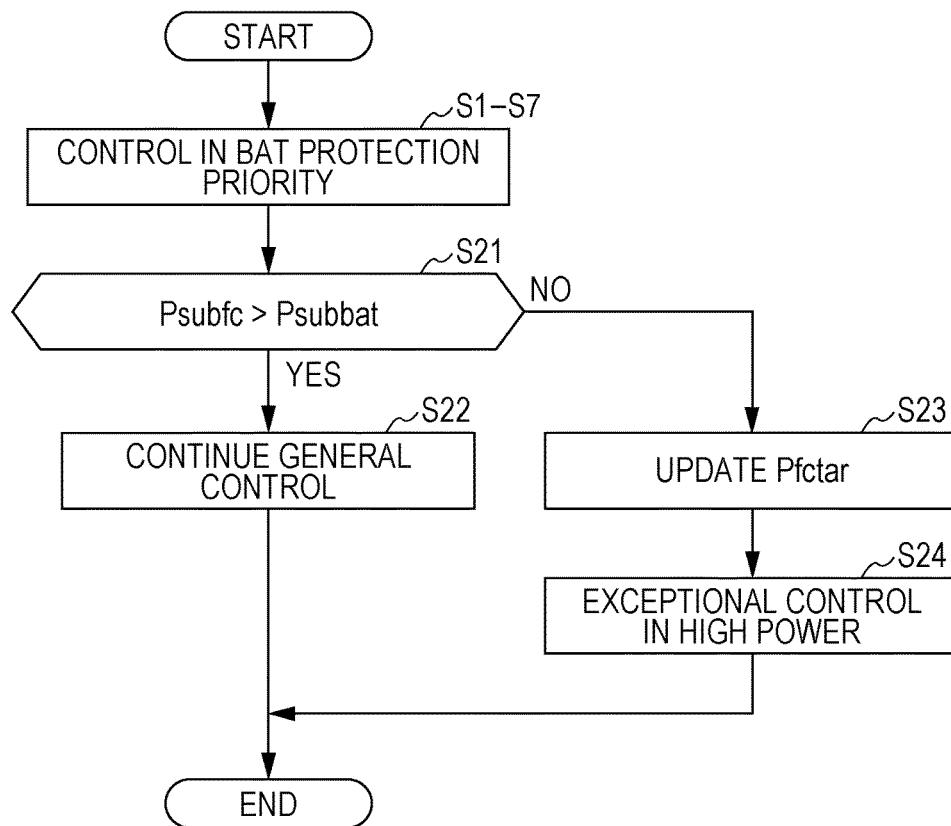 START
S1–S7
CONTROL IN BAT PROTECTION
PRIORITY
S21
Psubfc > Psubbat
NO
YES
S22
CONTINUE GENERAL
CONTROL
S23
UPDATE Pfctar
S24
EXCEPTIONAL CONTROL
IN HIGH POWER
END